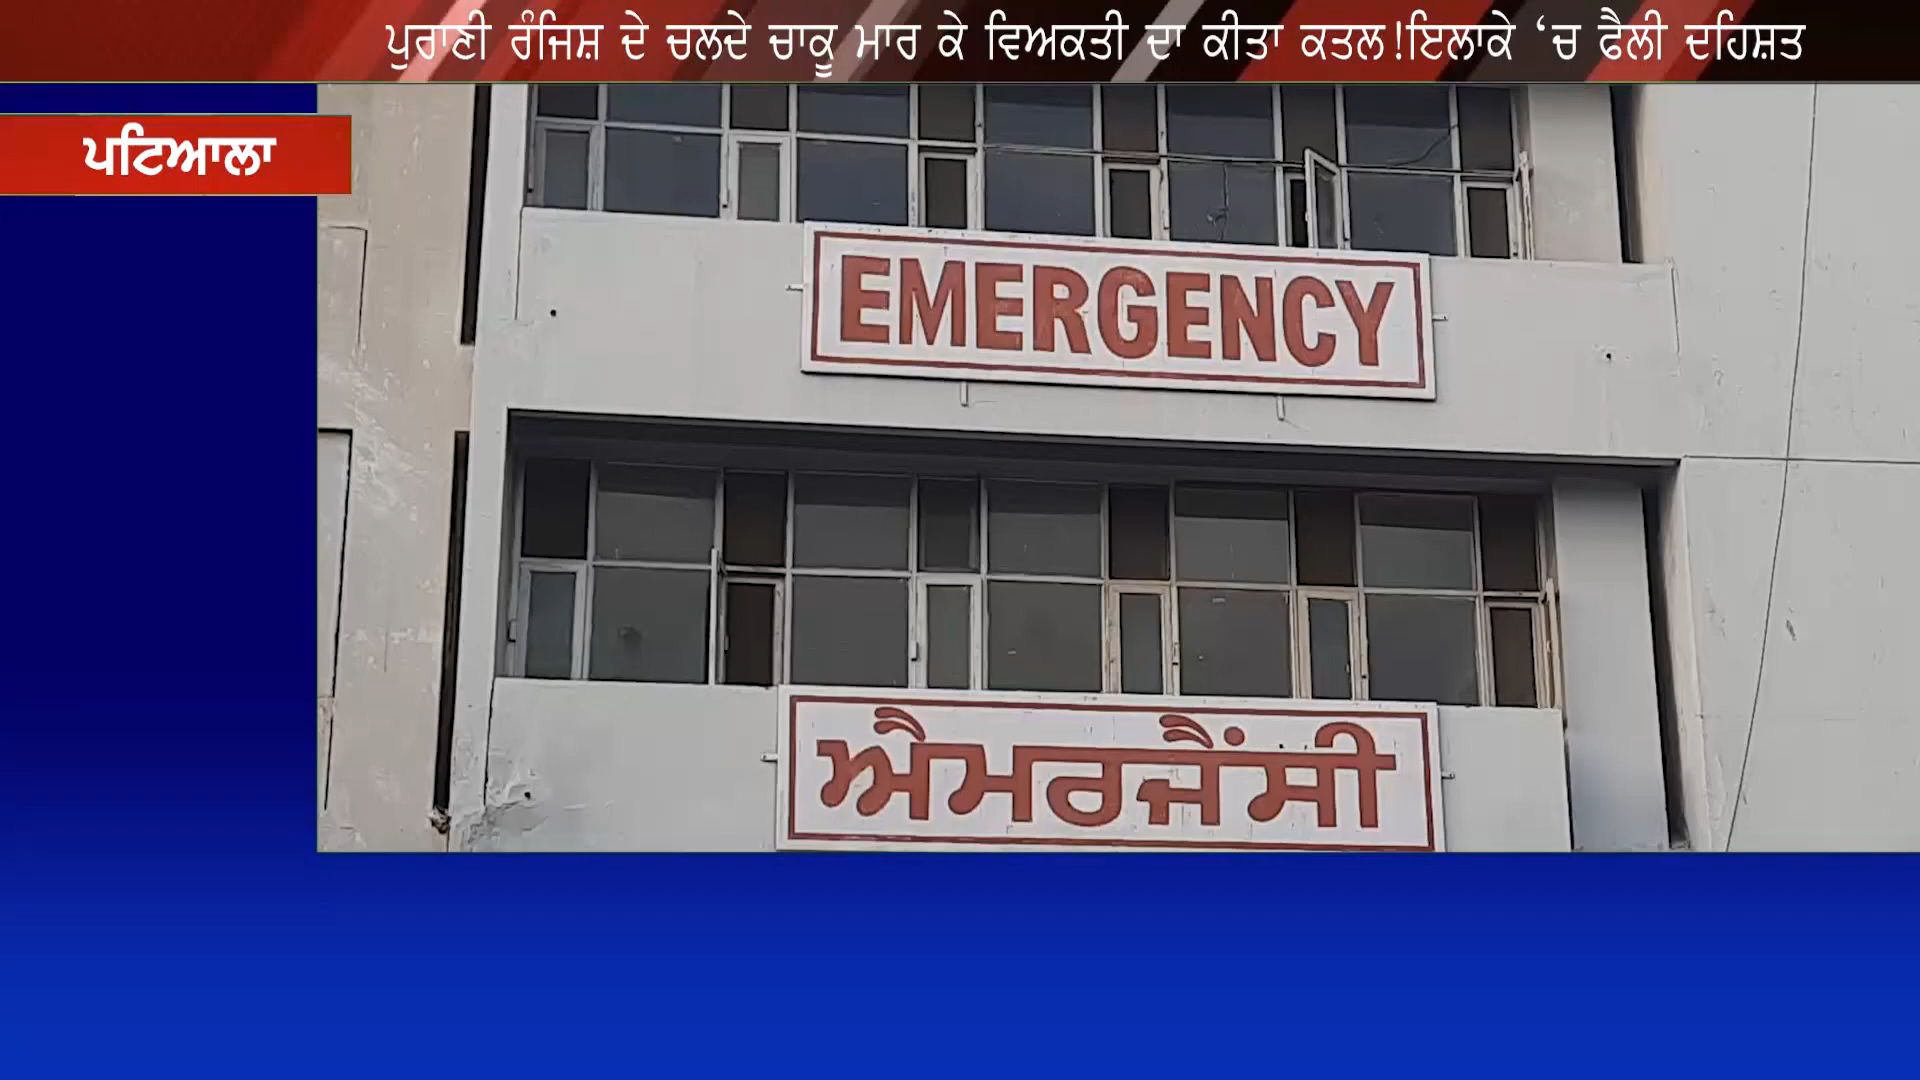 ਪੁਰਾਣੀ ਰੰਜਿਸ਼ ਦੇ ਚਲਦੇ ਚਾਕੂ ਮਾਰ ਕੇ ਵਿਅਕਤੀ ਦਾ ਕੀਤਾ ਕਤਲ!ਇਲਾਕੇ ‘ਚ ਫੈਲੀ ਦਹਿਸ਼ਤ
ਪਟਿਆਲਾ
EMERGENCY
ਐਮਰਜੈਂਸੀ